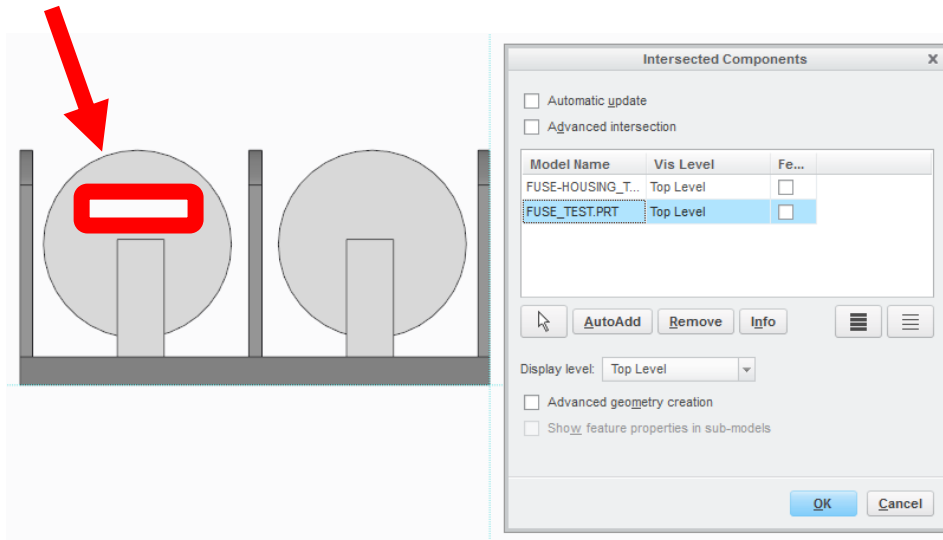 Intersected Components
X
Automatic update
Advanced intersection
Model Name Vis Level Fe...
FUSE-HOUSING_T... Top Level
FUSE_TEST.PRT Top Level
AutoAdd Remove Info
Display level: Top Level
Advanced geometry creation
Show feature properties in sub-models
OK Cancel